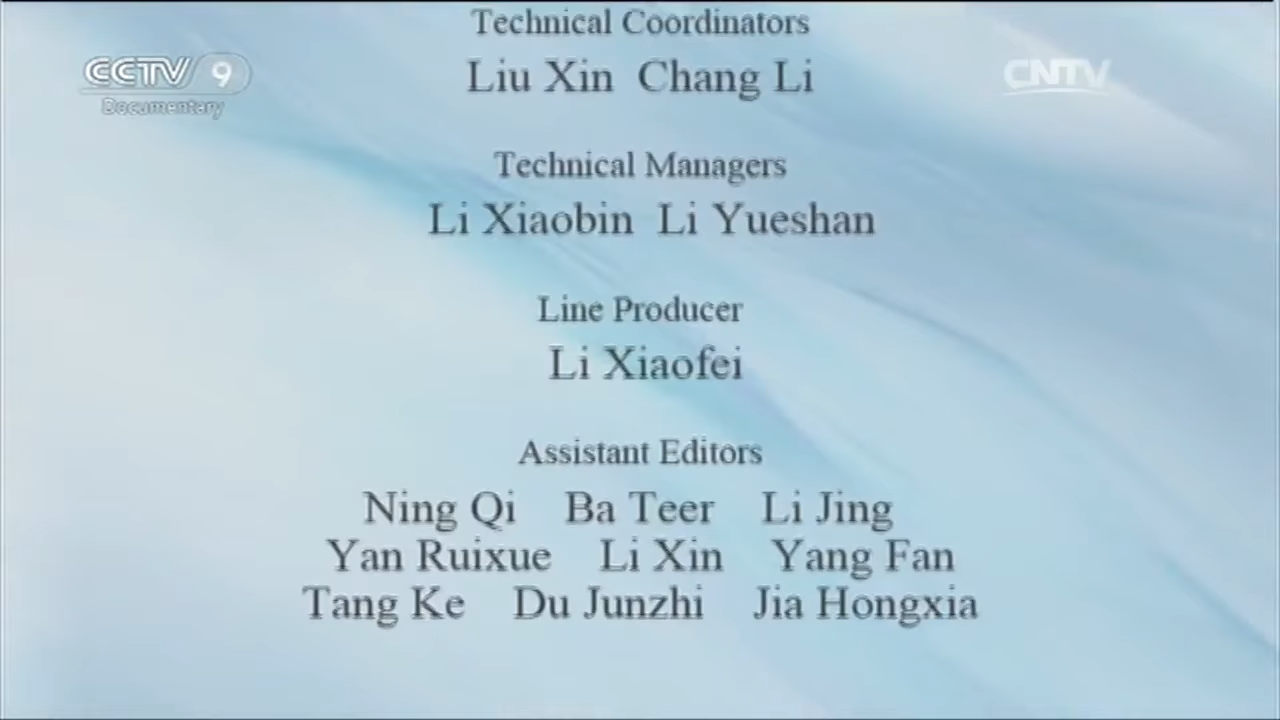 Technical Coordinators
CCTV 9
Documentary
CNTV
Liu Xin Chang Li
Technical Managers
Li Xiaobin Li Yueshan
Line Producer
Li Xiaofei
Assistant Editors
Ning Qi Ba Teer Li Jing
Yan Ruixue Li Xin Yang Fan
Tang Ke Du Junzhi Jia Hongxia